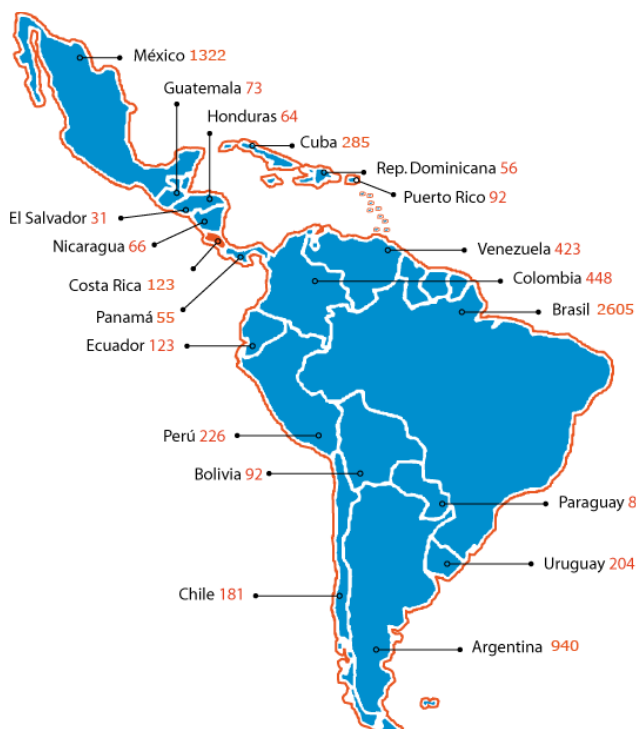 México 1322
Guatemala 73
Honduras 64
Cuba 285
Rep. Dominicana 56
Puerto Rico 92
El Salvador 31
Nicaragua 66
Venezuela 423
Costa Rica 123
Colombia 448
Panamá 55
Brasil 2605
Ecuador 123
Perú 226
Bolivia 92
Paraguay 8
Uruguay 204
Chile 181
Argentina 940